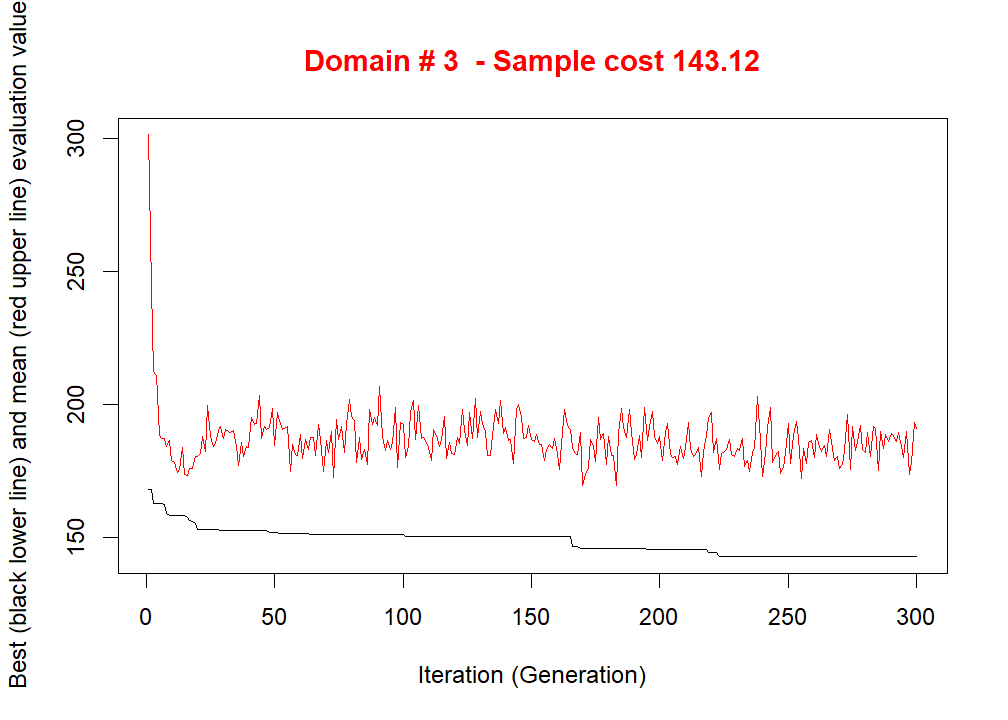 Domain # 3  - Sample cost 143.12
Best (black lower line) and mean (red upper line) evaluation value
300
250
200
150
0 50 100 150 200 250 300
Iteration (Generation)